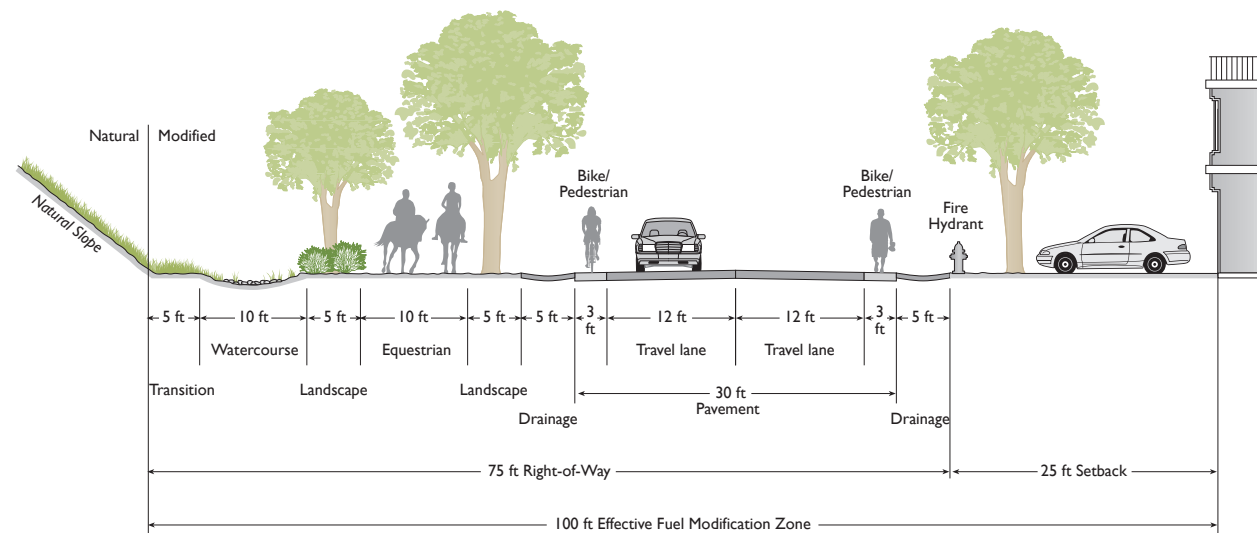 Natural
Modified
Natural Slope
Bike/
Pedestrian
Bike/
Pedestrian
Fire
Hydrant
5 ft
10 ft
5 ft
10 ft
5 ft
5 ft
3
ft
12 ft
12 ft
3
ft
5 ft
Watercourse
Equestrian
Travel lane
Travel lane
Transition
Landscape
Landscape
30 ft
Pavement
Drainage
Drainage
75 ft Right-of-Way
25 ft Setback
100 ft Effective Fuel Modification Zone